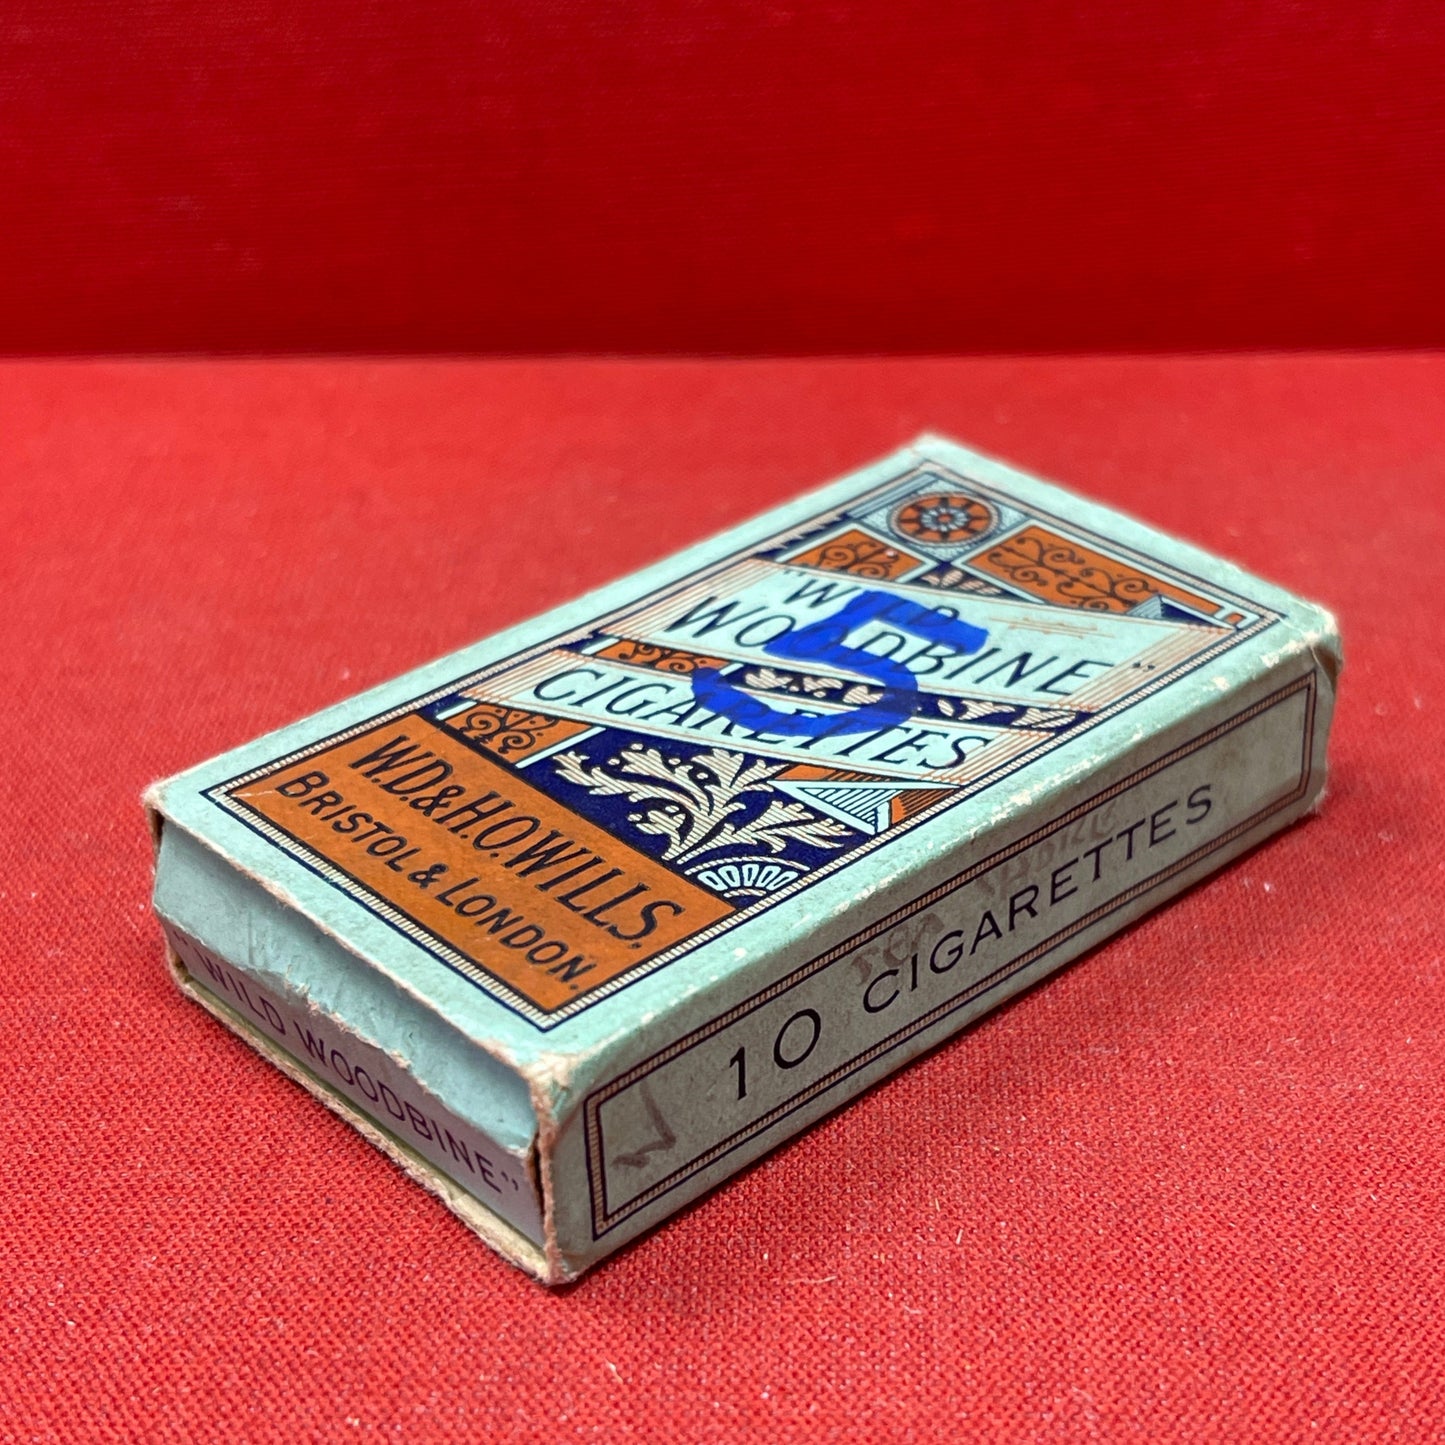 "WILD
WOODBINE"
CIGARETTES
5
W.D.& H.O. WILLS,
BRISTOL & LONDON.
"WILD WOODBINE"
10 CIGARETTES